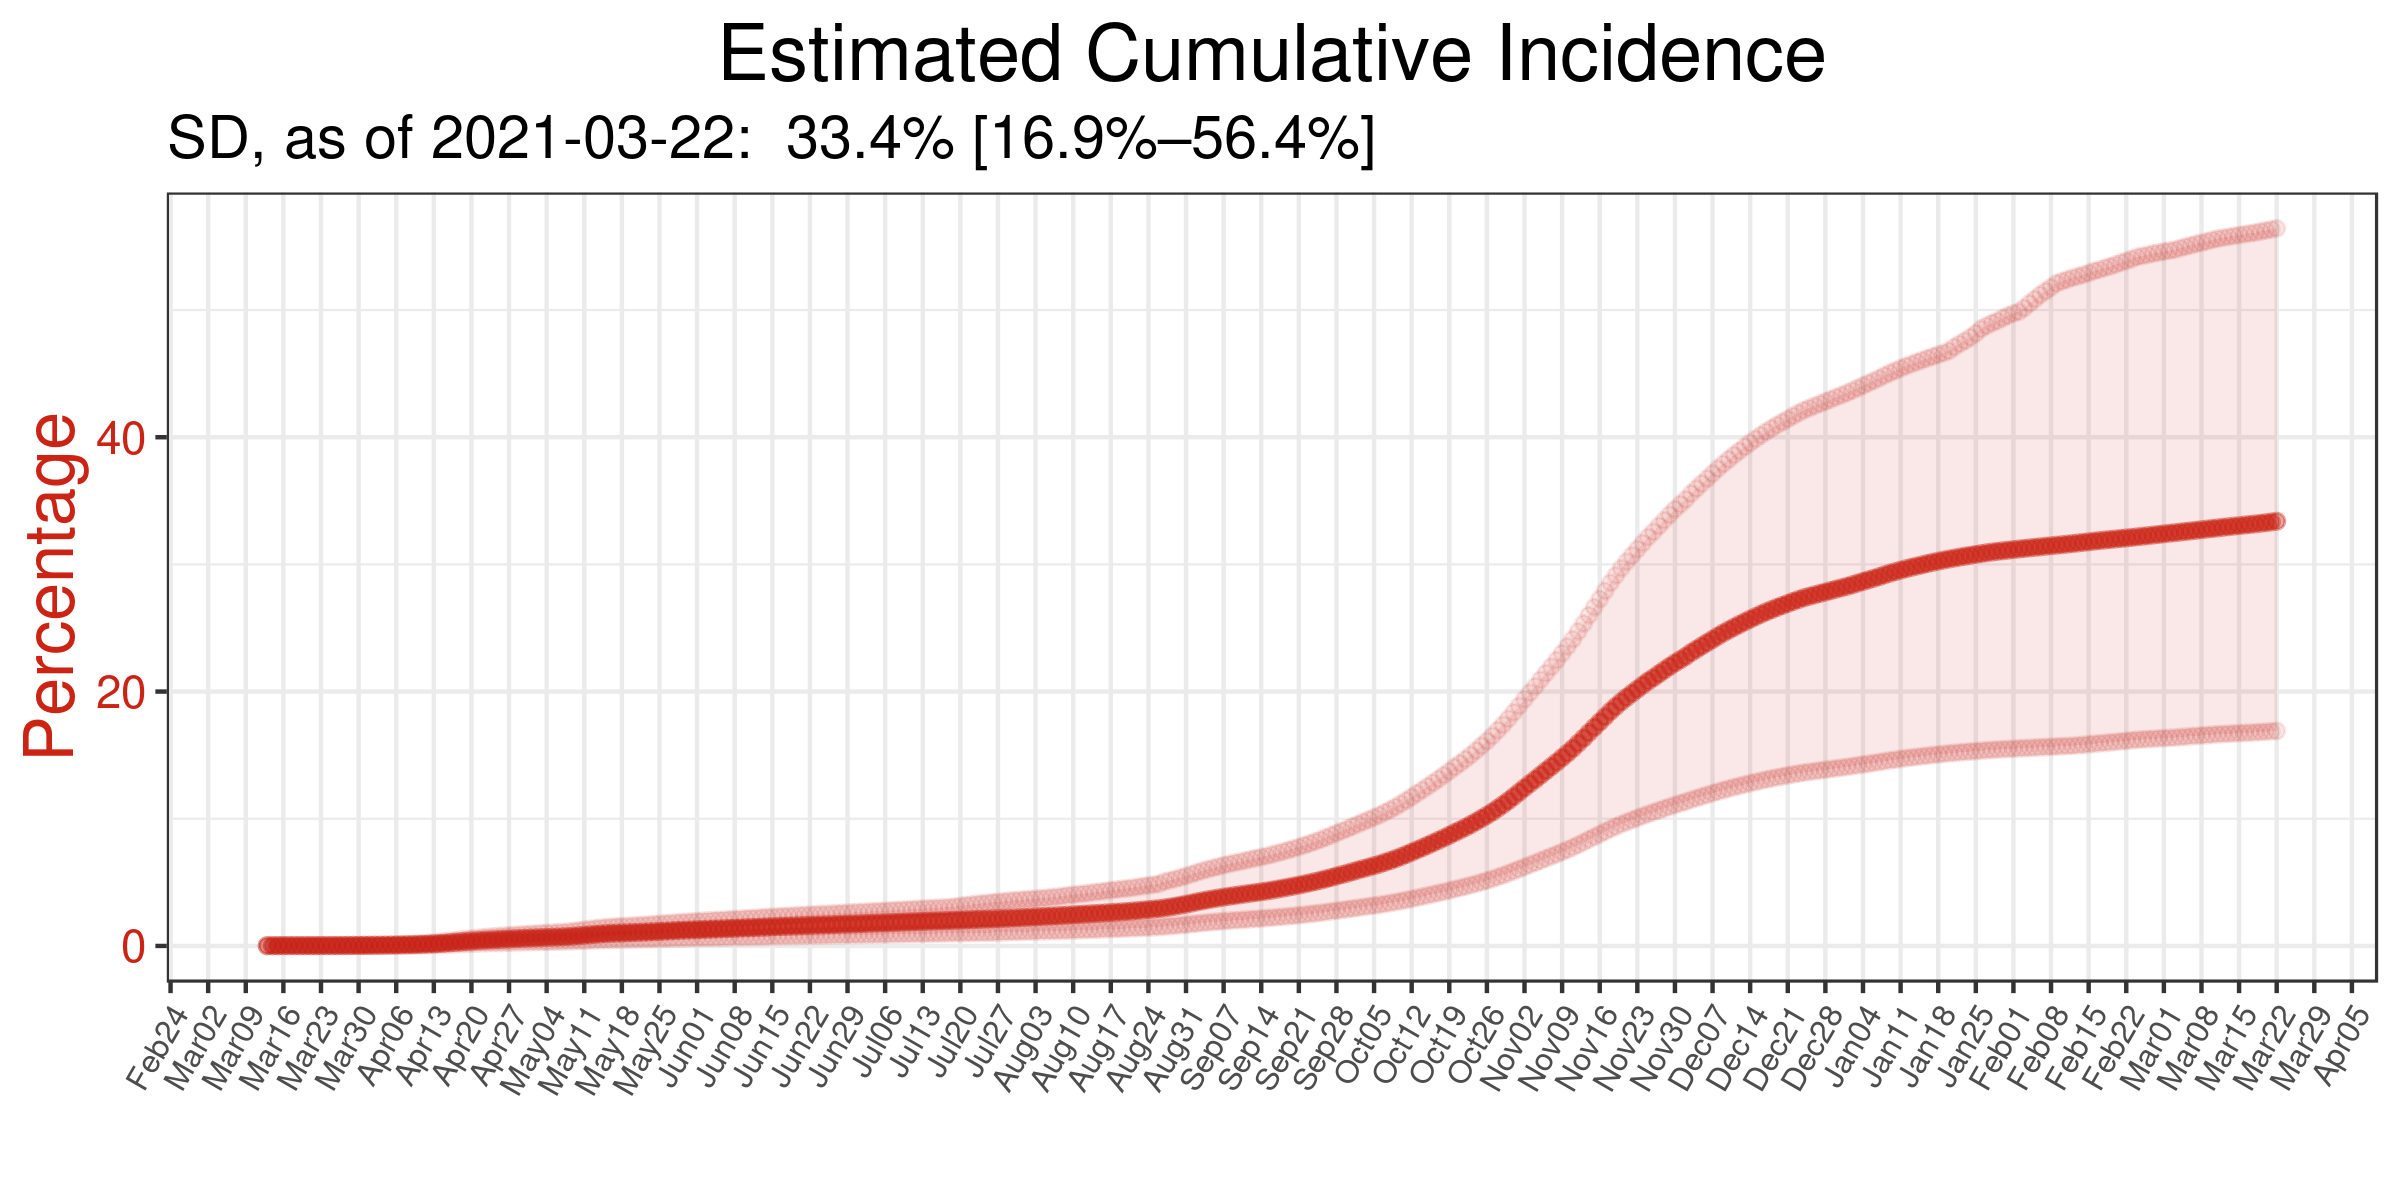 Estimated Cumulative Incidence
SD, as of 2021-03-22:  33.4% [16.9%–56.4%]
Percentage
40
20
0
Feb24
Mar02
Mar09
Mar16
Mar23
Mar30
Apr06
Apr13
Apr20
Apr27
May04
May11
May18
May25
Jun01
Jun08
Jun15
Jun22
Jun29
Jul06
Jul13
Jul20
Jul27
Aug03
Aug10
Aug17
Aug24
Aug31
Sep07
Sep14
Sep21
Sep28
Oct05
Oct12
Oct19
Oct26
Nov02
Nov09
Nov16
Nov23
Nov30
Dec07
Dec14
Dec21
Dec28
Jan04
Jan11
Jan18
Jan25
Feb01
Feb08
Feb15
Feb22
Mar01
Mar08
Mar15
Mar22
Mar29
Apr05